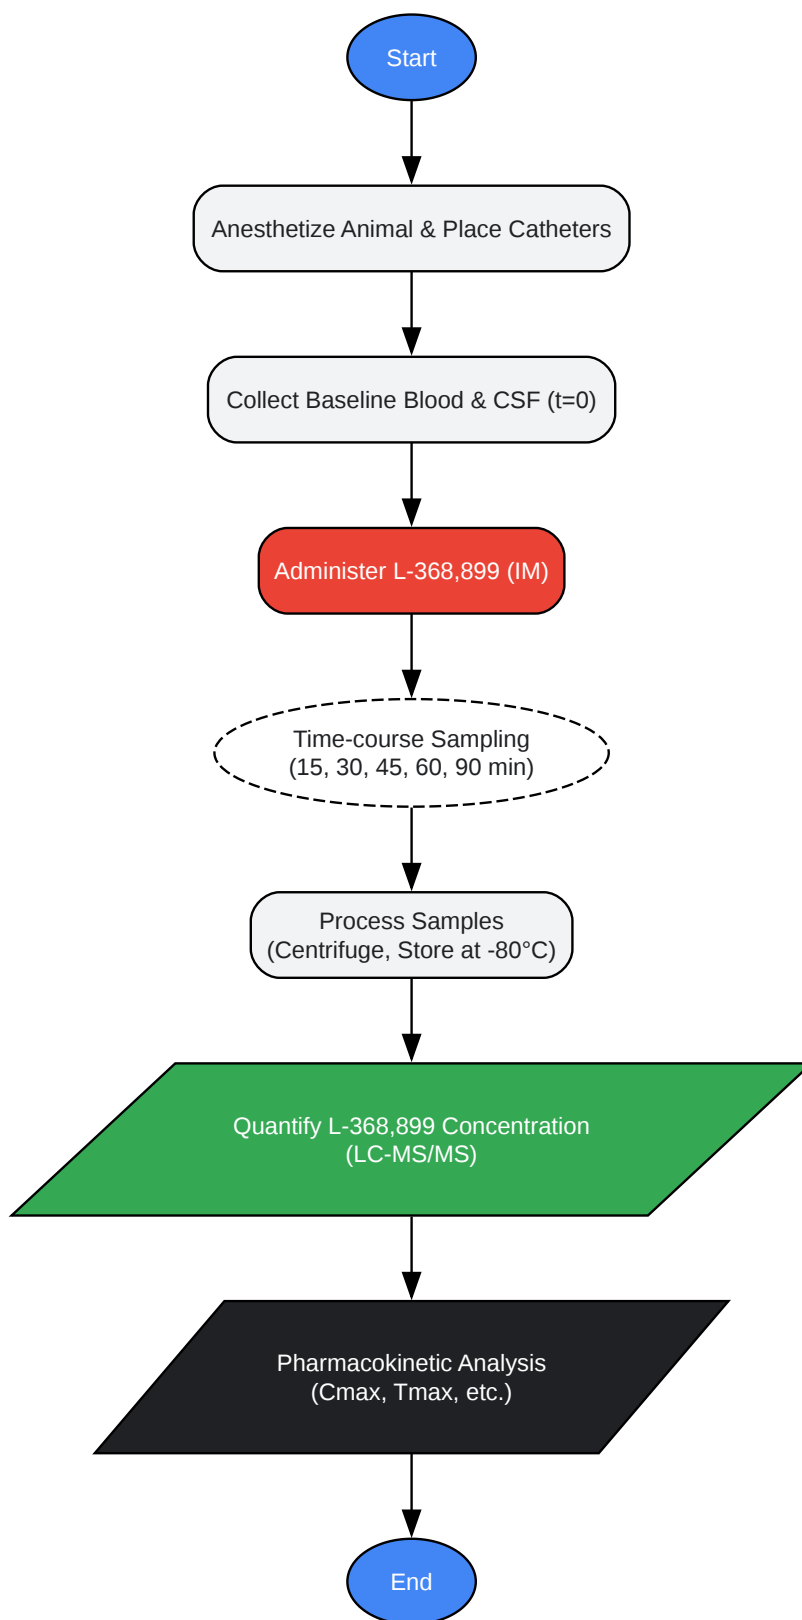 Start
Anesthetize Animal & Place Catheters
Collect Baseline Blood & CSF (t=0)
Administer L-368,899 (IM)
Time-course Sampling
(15, 30, 45, 60, 90 min)
Process Samples
(Centrifuge, Store at -80°C)
Quantify L-368,899 Concentration
(LC-MS/MS)
Pharmacokinetic Analysis
(Cmax, Tmax, etc.)
End